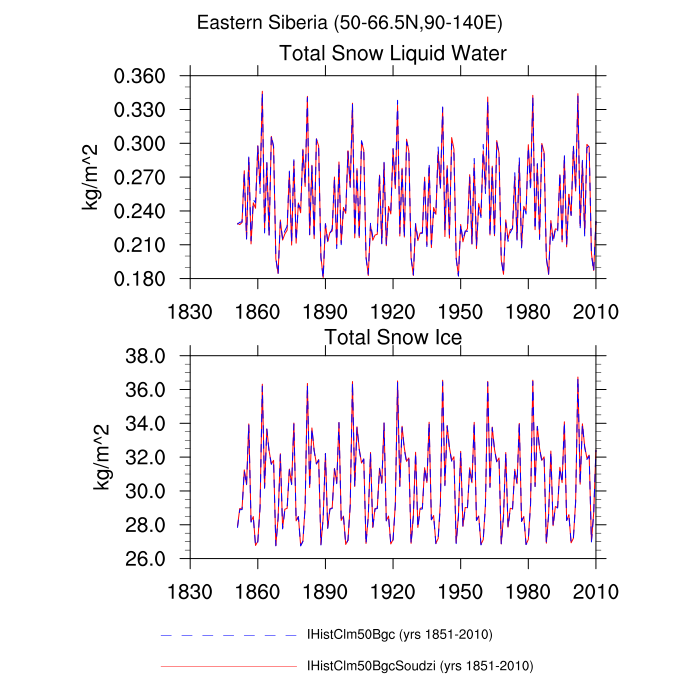 Eastern Siberia (50-66.5N,90-140E)
Total Snow Liquid Water
0.360
0.330
0.300
0.270
0.240
0.210
0.180
kg/m^2
1830 1860 1890 1920 1950 1980 2010
Total Snow Ice
38.0
36.0
34.0
32.0
30.0
28.0
26.0
kg/m^2
1830 1860 1890 1920 1950 1980 2010
IHistClm50Bgc (yrs 1851-2010)
IHistClm50BgcSoudzi (yrs 1851-2010)